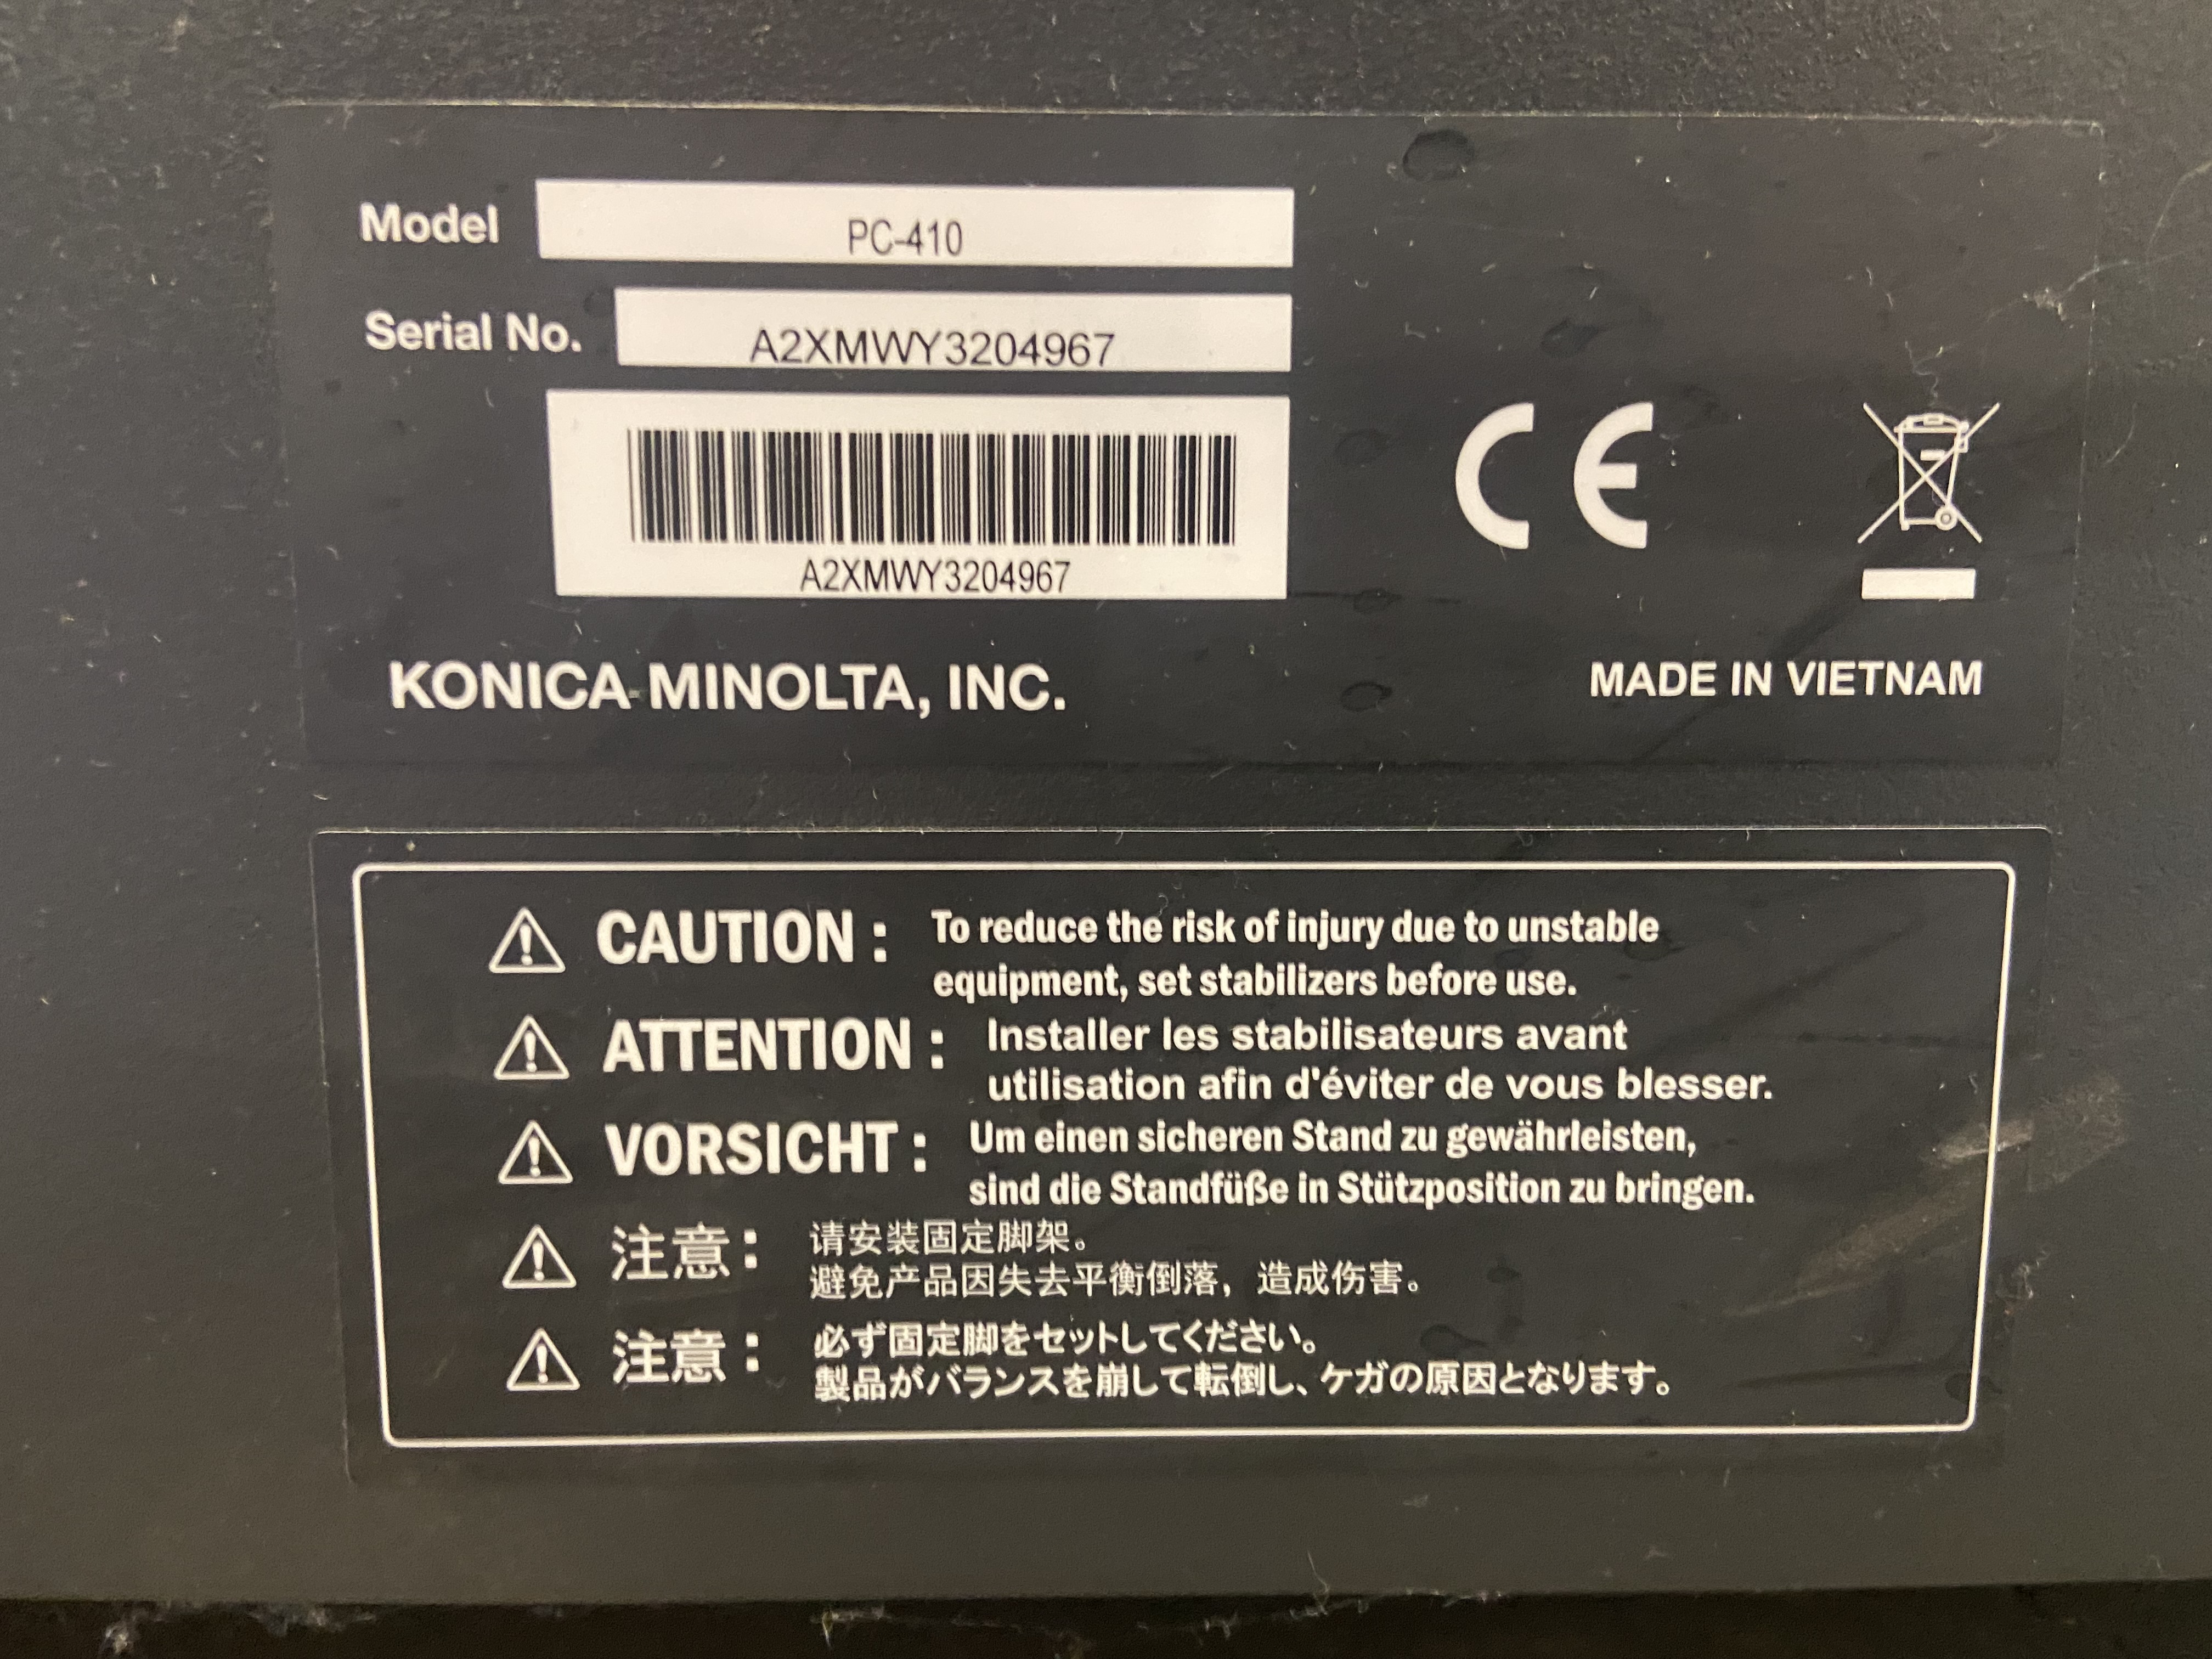 Model PC-410
Serial No. A2XMWY3204967
A2XMWY3204967
CE
KONICA MINOLTA, INC.
MADE IN VIETNAM
CAUTION : To reduce the risk of injury due to unstable
equipment, set stabilizers before use.
ATTENTION : Installer les stabilisateurs avant
utilisation afin d'éviter de vous blesser.
VORSICHT : Um einen sicheren Stand zu gewährleisten,
sind die Standfüße in Stützposition zu bringen.
注意： 请安装固定脚架。
避免产品因失去平衡倒落，造成伤害。
注意： 必ず固定脚をセットしてください。
製品がバランスを崩して転倒し、ケガの原因となります。